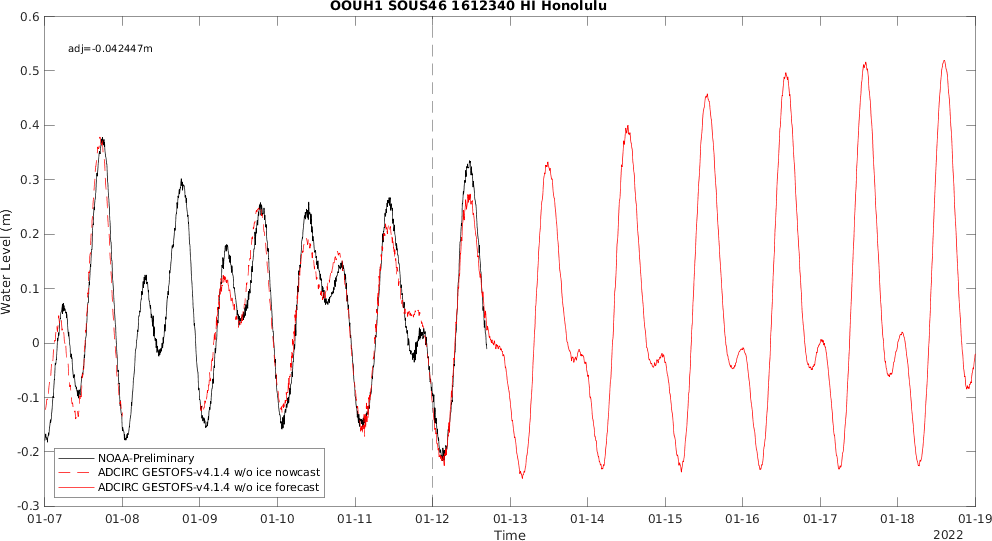 OOUH1 SOUS46 1612340 HI Honolulu
adj=-0.042447m
0.6
0.5
0.4
0.3
0.2
0.1
0
-0.1
-0.2
-0.3
Water Level (m)
NOAA-Preliminary
ADCIRC GESTOFS-v4.1.4 w/o ice nowcast
ADCIRC GESTOFS-v4.1.4 w/o ice forecast
01-07 01-08 01-09 01-10 01-11 01-12 01-13 01-14 01-15 01-16 01-17 01-18 01-19
Time
2022